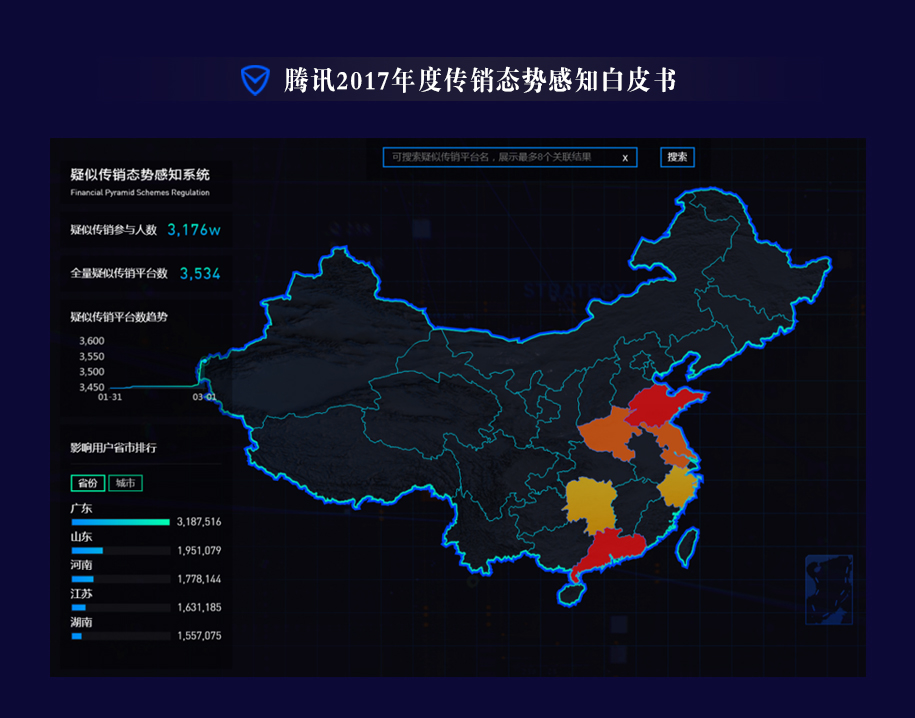 腾讯2017年度传销态势感知白皮书
可搜索疑似传销平台名，展示最多8个关联结果 x 搜索
疑似传销态势感知系统
Financial Pyramid Schemes Regulation
疑似传销参与人数 3,176w
全量疑似传销平台数 3,534
疑似传销平台数趋势
3,600
3,550
3,500
3,450
01-31 03-01
影响用户省市排行
省份 城市
广东
3,187,516
山东
1,951,079
河南
1,778,144
江苏
1,631,185
湖南
1,557,075